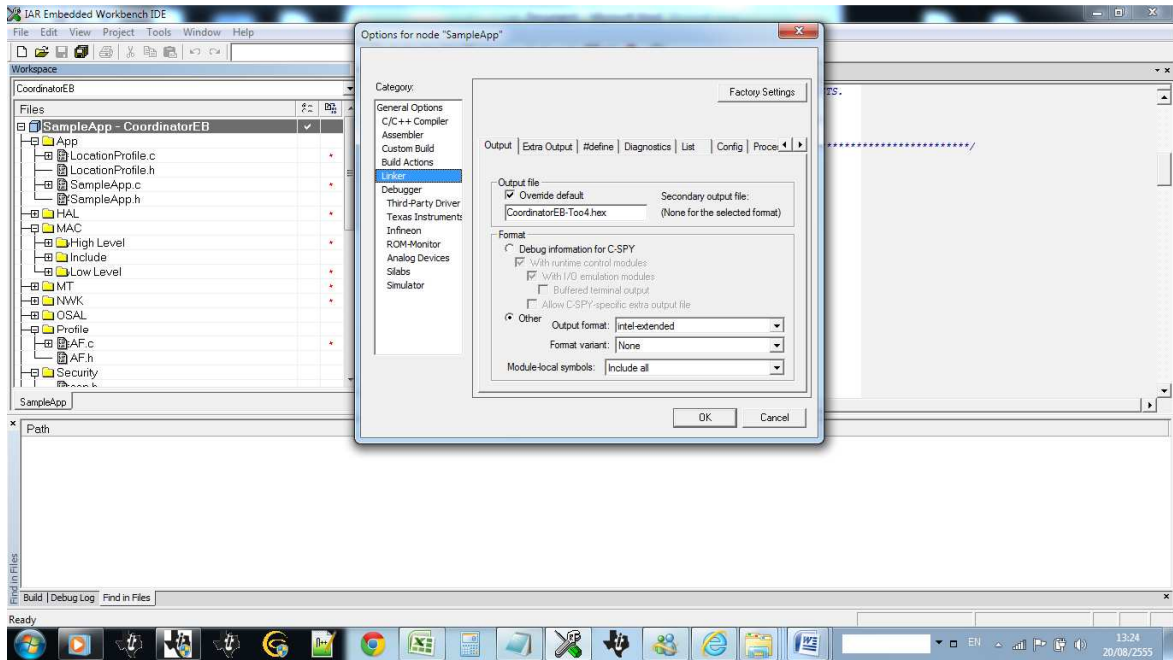 IAR Embedded Workbench IDE
File Edit View Project Tools Window Help
Workspace
CoordinatorEB
Files
SampleApp - CoordinatorEB
App
LocationProfile.c
LocationProfile.h
SampleApp.c
SampleApp.h
HAL
MAC
High Level
Include
Low Level
MT
NWK
OSAL
Profile
AF.c
AF.h
Security
SampleApp
Options for node "SampleApp"
Category:
General Options
C/C++ Compiler
Assembler
Custom Build
Build Actions
Linker
Debugger
Third-Party Driver
Texas Instruments
Infineon
ROM-Monitor
Analog Devices
Silabs
Simulator
Factory Settings
Output Extra Output #define Diagnostics List Config
Output file
Override default
CoordinatorEB-Too4.hex
Secondary output file:
(None for the selected format)
Format
Debug information for C-SPY
With runtime control modules
With I/O emulation modules
Buffered terminal output
Allow C-SPY-specific extra output file
Other
Output format: intel-extended
Format variant: None
Module-local symbols: Include all
OK Cancel
TS.
************************/
Path
Find in Files
Build Debug Log Find in Files
Ready
EN
13:24
20/08/2555